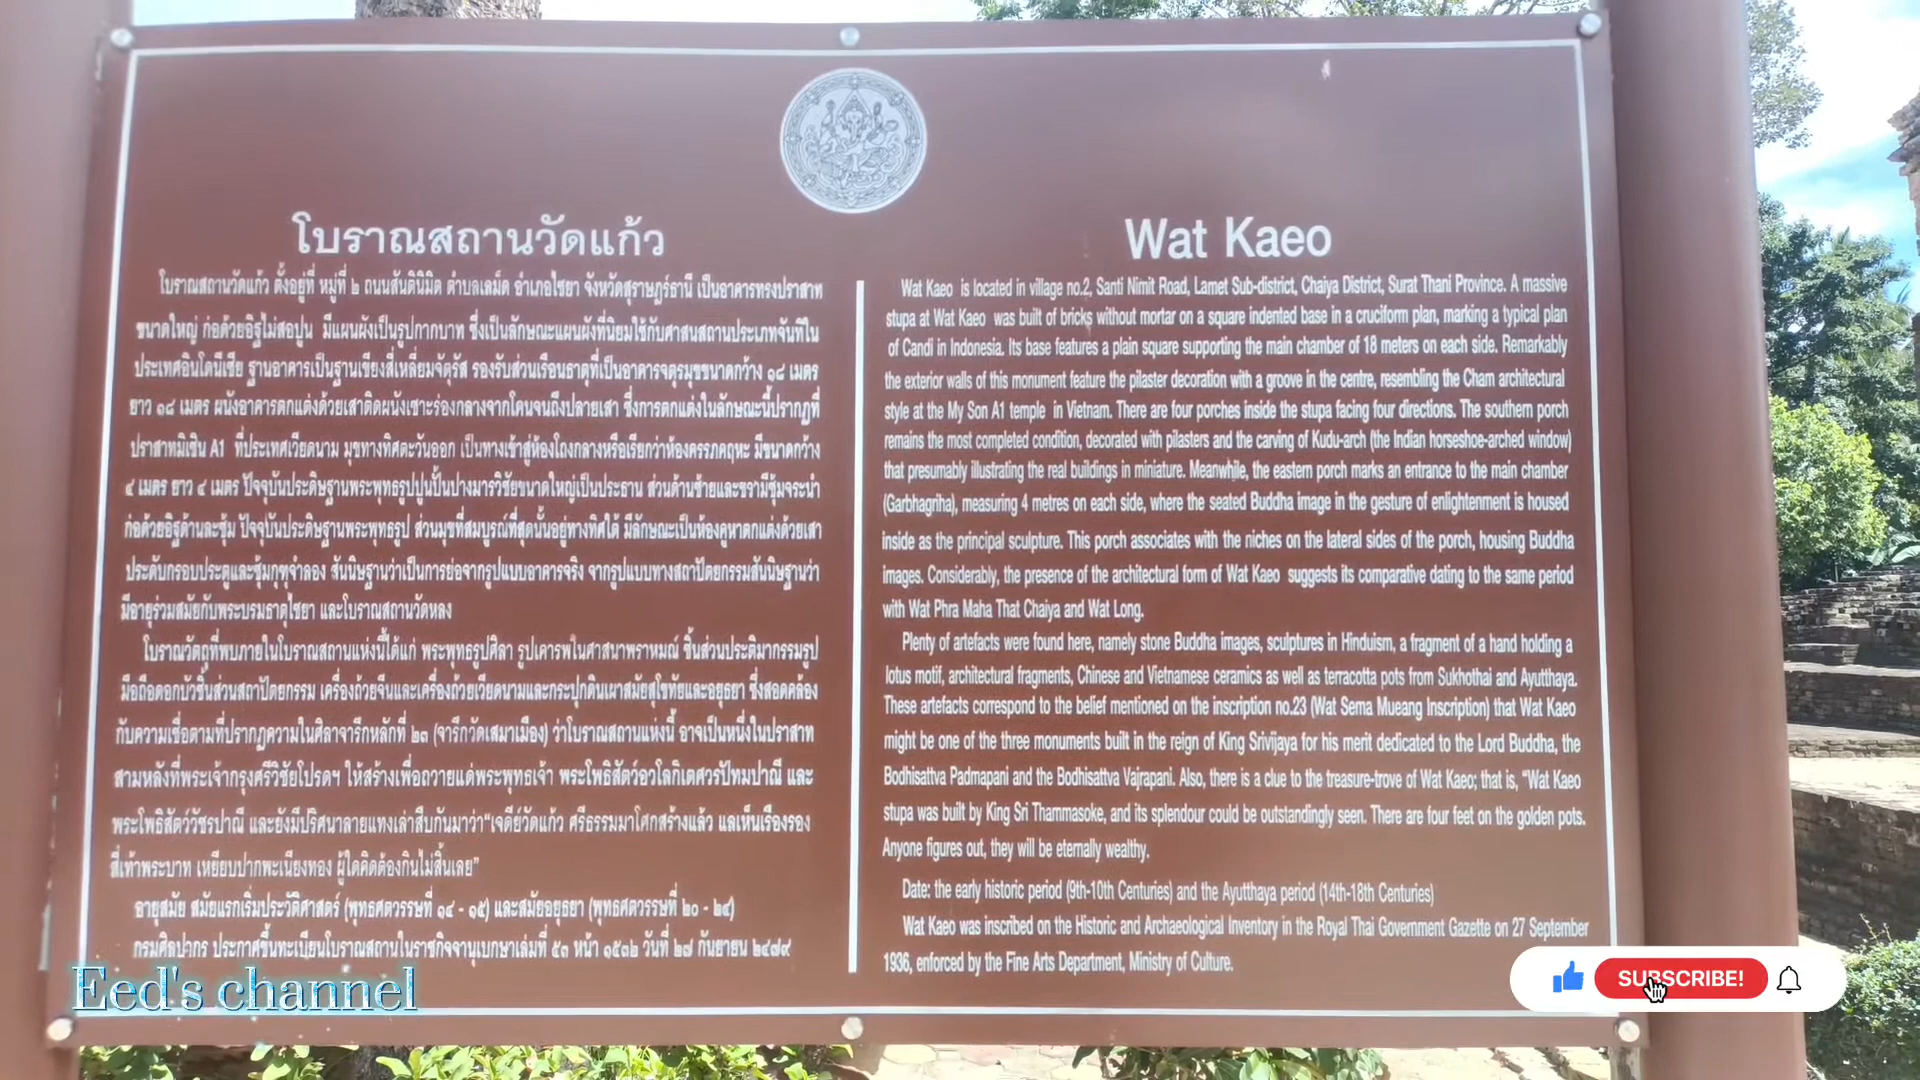 โบราณสถานวัดแก้ว
โบราณสถานวัดแก้ว ตั้งอยู่ที่ หมู่ที่ ๒ ถนนสันตินิมิต ตำบลเลม็ด อำเภอไชยา จังหวัดสุราษฎร์ธานี เป็นอาคารทรงปราสาท
ขนาดใหญ่ ก่อด้วยอิฐไม่สอปูน มีแผนผังเป็นรูปกากบาท ซึ่งเป็นลักษณะแผนผังที่นิยมใช้กับศาสนสถานประเภทจันทิใน
ประเทศอินโดนีเซีย ฐานอาคารเป็นฐานเขียงสี่เหลี่ยมจัตุรัส รองรับส่วนเรือนธาตุที่เป็นอาคารจตุรมุขขนาดกว้าง ๑๘ เมตร
ยาว ๑๘ เมตร ผนังอาคารตกแต่งด้วยเสาติดผนังเซาะร่องกลางจากโคนจนถึงปลายเสา ซึ่งการตกแต่งในลักษณะนี้ปรากฏที่
ปราสาทมิเซิน A1 ที่ประเทศเวียดนาม มุขทางทิศตะวันออก เป็นทางเข้าสู่ห้องโถงกลางหรือเรียกว่าห้องครรภคฤหะ มีขนาดกว้าง
๔ เมตร ยาว ๔ เมตร ปัจจุบันประดิษฐานพระพุทธรูปปูนปั้นปางมารวิชัยขนาดใหญ่เป็นประธาน ส่วนด้านซ้ายและขวามีซุ้มจระนำ
ก่อด้วยอิฐด้านละซุ้ม ปัจจุบันประดิษฐานพระพุทธรูป ส่วนมุขที่สมบูรณ์ที่สุดนั้นอยู่ทางทิศใต้ มีลักษณะเป็นห้องคูหาตกแต่งด้วยเสา
ประดับกรอบประตูและซุ้มกุฑุจำลอง สันนิษฐานว่าเป็นการย่อจากรูปแบบอาคารจริง จากรูปแบบทางสถาปัตยกรรมสันนิษฐานว่า
มีอายุร่วมสมัยกับพระบรมธาตุไชยา และโบราณสถานวัดหลง
โบราณวัตถุที่พบภายในโบราณสถานแห่งนี้ได้แก่ พระพุทธรูปศิลา รูปเคารพในศาสนาพราหมณ์ ชิ้นส่วนประติมากรรมรูป
มือถือดอกบัวชิ้นส่วนสถาปัตยกรรม เครื่องถ้วยจีนและเครื่องถ้วยเวียดนามและกระปุกดินเผาสมัยสุโขทัยและอยุธยา ซึ่งสอดคล้อง
กับความเชื่อตามที่ปรากฏความในศิลาจารึกหลักที่ ๒๓ (จารึกวัดเสมาเมือง) ว่าโบราณสถานแห่งนี้ อาจเป็นหนึ่งในปราสาท
สามหลังที่พระเจ้ากรุงศรีวิชัยโปรดฯ ให้สร้างเพื่อถวายแด่พระพุทธเจ้า พระโพธิสัตว์อวโลกิเตศวรปัทมปาณี และ
พระโพธิสัตว์วัชรปาณี และยังมีปริศนาลายแทงเล่าสืบกันมาว่า“เจดีย์วัดแก้ว ศรีธรรมมาโศกสร้างแล้ว แลเห็นเรืองรอง
สี่เท้าพระบาท เหยียบปากพะเนียงทอง ผู้ใดคิดต้องกินไม่สิ้นเลย”
อายุสมัย สมัยแรกเริ่มประวัติศาสตร์ (พุทธศตวรรษที่ ๑๔ - ๑๕) และสมัยอยุธยา (พุทธศตวรรษที่ ๒๐ - ๒๔)
กรมศิลปากร ประกาศขึ้นทะเบียนโบราณสถานในราชกิจจานุเบกษาเล่มที่ ๕๓ หน้า ๑๕๓๒ วันที่ ๒๗ กันยายน ๒๔๗๙
Wat Kaeo
Wat Kaeo is located in village no.2, Santi Nimit Road, Lamet Sub-district, Chaiya District, Surat Thani Province. A massive
stupa at Wat Kaeo was built of bricks without mortar on a square indented base in a cruciform plan, marking a typical plan
of Candi in Indonesia. Its base features a plain square supporting the main chamber of 18 meters on each side. Remarkably
the exterior walls of this monument feature the pilaster decoration with a groove in the centre, resembling the Cham architectural
style at the My Son A1 temple in Vietnam. There are four porches inside the stupa facing four directions. The southern porch
remains the most completed condition, decorated with pilasters and the carving of Kudu-arch (the Indian horseshoe-arched window)
that presumably illustrating the real buildings in miniature. Meanwhile, the eastern porch marks an entrance to the main chamber
(Garbhagriha), measuring 4 metres on each side, where the seated Buddha image in the gesture of enlightenment is housed
inside as the principal sculpture. This porch associates with the niches on the lateral sides of the porch, housing Buddha
images. Considerably, the presence of the architectural form of Wat Kaeo suggests its comparative dating to the same period
with Wat Phra Maha That Chaiya and Wat Long.
Plenty of artefacts were found here, namely stone Buddha images, sculptures in Hinduism, a fragment of a hand holding a
lotus motif, architectural fragments, Chinese and Vietnamese ceramics as well as terracotta pots from Sukhothai and Ayutthaya.
These artefacts correspond to the belief mentioned on the inscription no.23 (Wat Sema Mueang Inscription) that Wat Kaeo
might be one of the three monuments built in the reign of King Srivijaya for his merit dedicated to the Lord Buddha, the
Bodhisattva Padmapani and the Bodhisattva Vajrapani. Also, there is a clue to the treasure-trove of Wat Kaeo; that is, “Wat Kaeo
stupa was built by King Sri Thammasoke, and its splendour could be outstandingly seen. There are four feet on the golden pots.
Anyone figures out, they will be eternally wealthy.
Date: the early historic period (9th-10th Centuries) and the Ayutthaya period (14th-18th Centuries)
Wat Kaeo was inscribed on the Historic and Archaeological Inventory in the Royal Thai Government Gazette on 27 September
1936, enforced by the Fine Arts Department, Ministry of Culture.
Eed's channel
SUBSCRIBE!